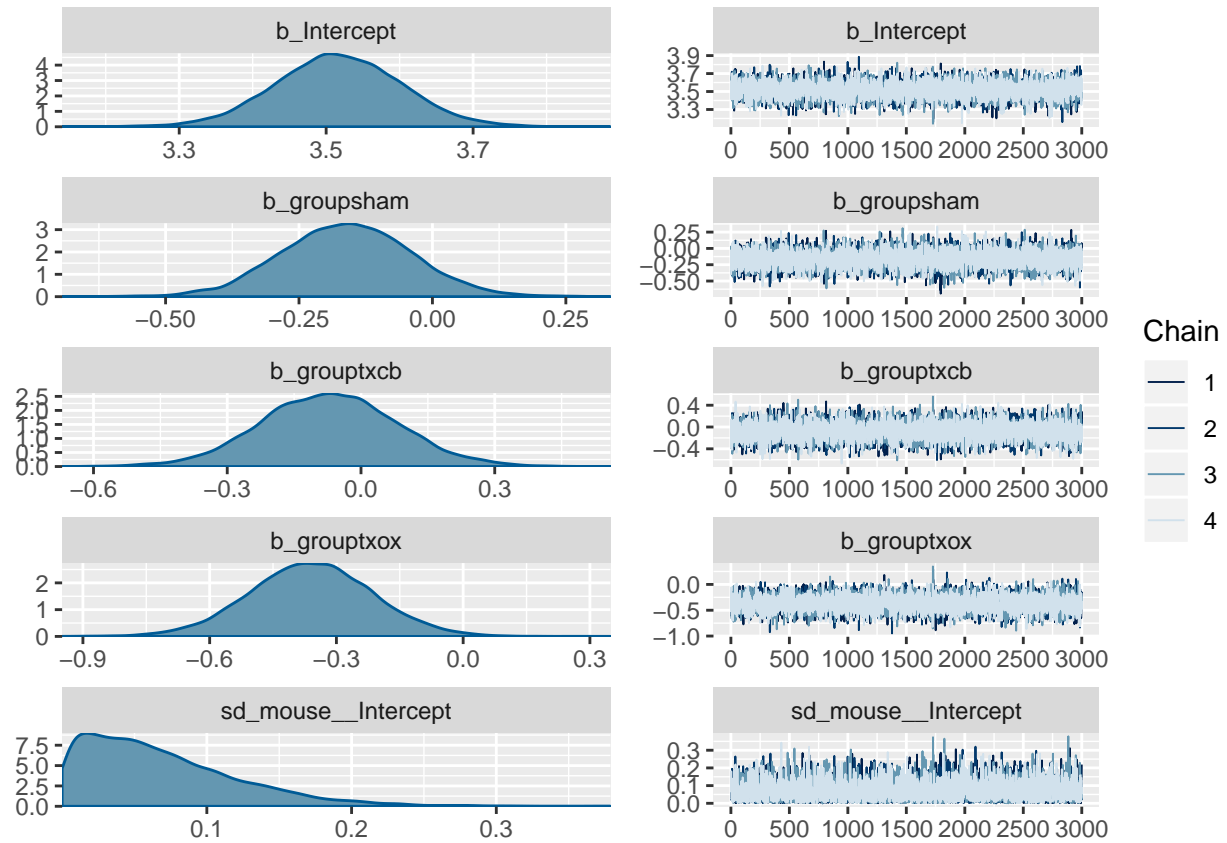 b_Intercept
4
3
2
1
0
3.3 3.5 3.7
b_Intercept
3.9
3.7
3.5
3.3
0 500 1000 1500 2000 2500 3000
b_groupsham
3
2
1
0
−0.50 −0.25 0.00 0.25
b_groupsham
0.25
0.00
−0.25
−0.50
0 500 1000 1500 2000 2500 3000
b_grouptxcb
2.5
2.0
1.5
1.0
0.5
0.0
−0.6 −0.3 0.0 0.3
b_grouptxcb
0.4
0.0
−0.4
0 500 1000 1500 2000 2500 3000
b_grouptxox
2
1
0
−0.9 −0.6 −0.3 0.0 0.3
b_grouptxox
0.0
−0.5
−1.0
0 500 1000 1500 2000 2500 3000
sd_mouse__Intercept
7.5
5.0
2.5
0.0
0.1 0.2 0.3
sd_mouse__Intercept
0.3
0.2
0.1
0.0
0 500 1000 1500 2000 2500 3000
Chain
1
2
3
4